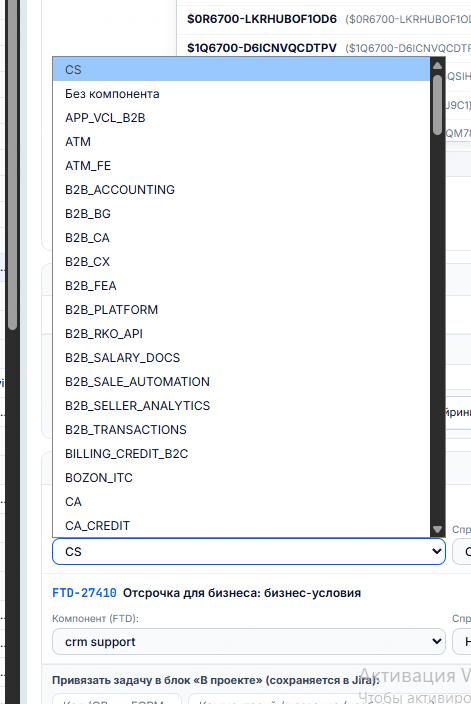 $0R6700-LKRHUBOF1OD6 ($0R6700-LKRHUBOF1OD
$1Q6700-D6ICNVQCDTPV ($1Q6700-D6ICNVQCDTP
CS
Без компонента
APP_VCL_B2B
ATM
ATM_FE
B2B_ACCOUNTING
B2B_BG
B2B_CA
B2B_CX
B2B_FEA
B2B_PLATFORM
B2B_RKO_API
B2B_SALARY_DOCS
B2B_SALE_AUTOMATION
B2B_SELLER_ANALYTICS
B2B_TRANSACTIONS
BILLING_CREDIT_B2C
BOZON_ITC
CA
CA_CREDIT
CS
FTD-27410 Отсрочка для бизнеса: бизнес-условия
Компонент (FTD):
crm support
Привязать задачу в блок «В проекте» (сохраняется в Jira):
Активация W
Чтобы активиро